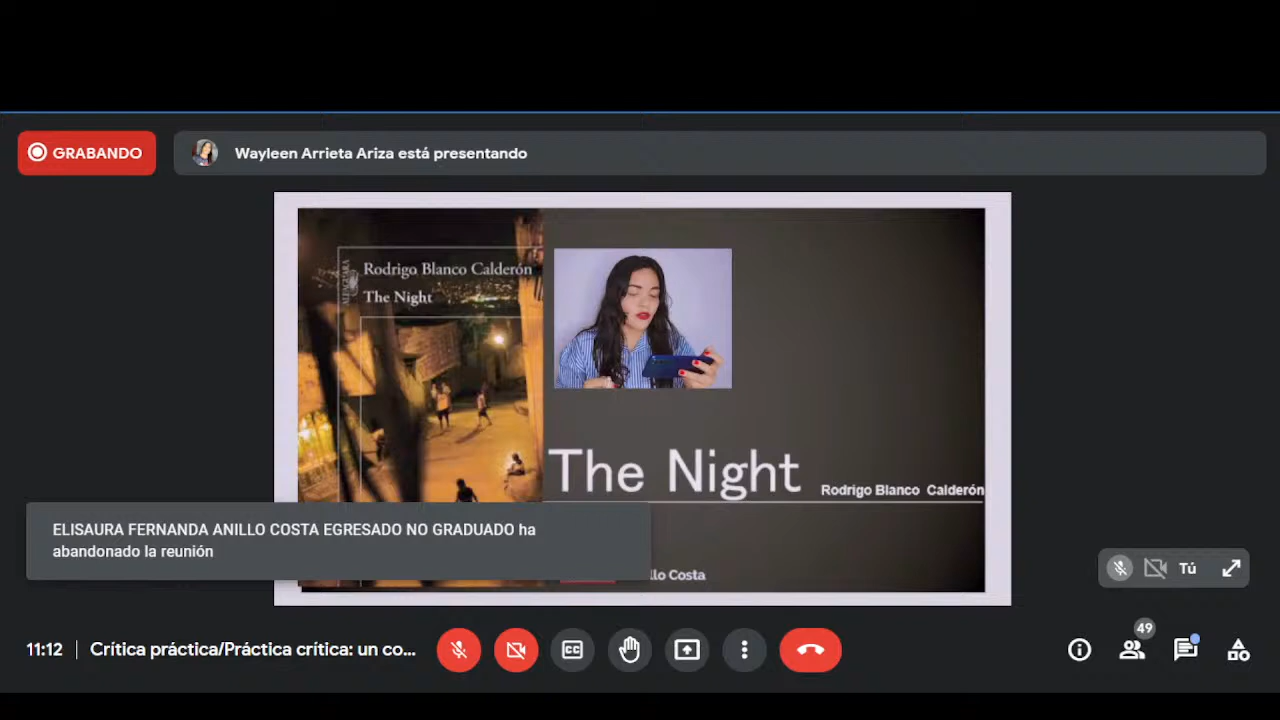 GRABANDO
Wayleen Arrieta Ariza está presentando
ALFAGUARA
Rodrigo Blanco Calderón
The Night
The Night
Rodrigo Blanco Calderón
ELISAURA FERNANDA ANILLO COSTA EGRESADO NO GRADUADO ha
abandonado la reunión
llo Costa
Tú
49
11:12
Crítica práctica/Práctica crítica: un co...
CC